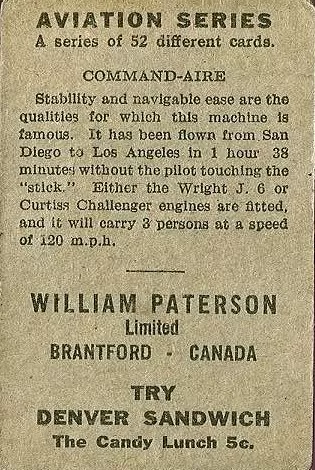 AVIATION SERIES
A series of 52 different cards.
COMMAND-AIRE
Stability and navigable ease are the
qualities for which this machine is
famous. It has been flown from San
Diego to Los Angeles in 1 hour 38
minutes without the pilot touching the
"stick." Either the Wright J. 6 or
Curtiss Challenger engines are fitted,
and it will carry 3 persons at a speed
of 120 m.p.h.
WILLIAM PATERSON
Limited
BRANTFORD - CANADA
TRY
DENVER SANDWICH
The Candy Lunch 5c.